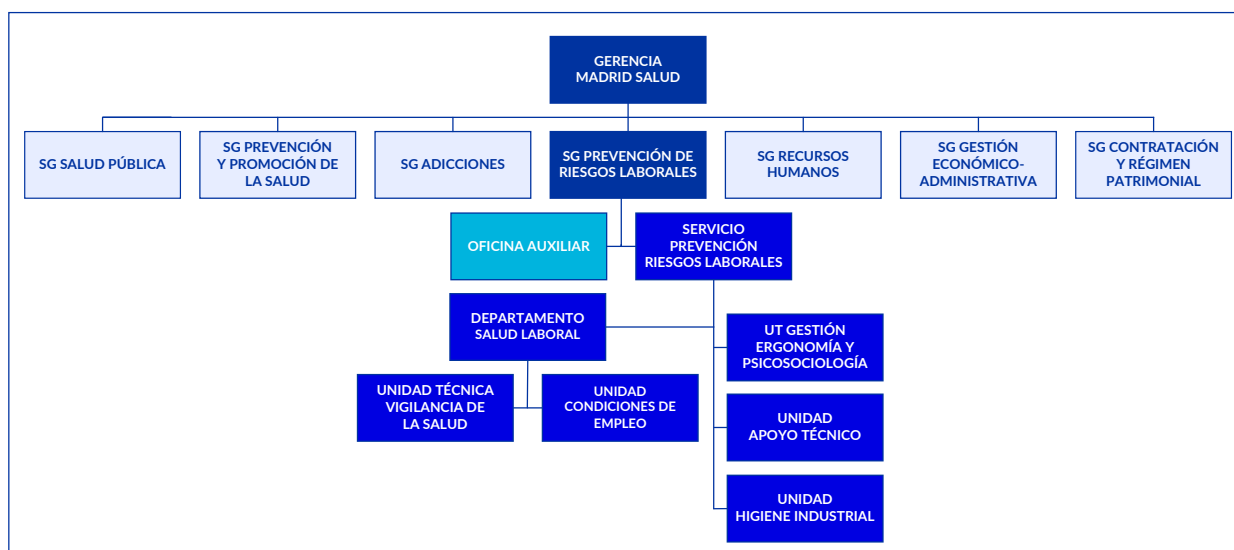 GERENCIA
MADRID SALUD
SG SALUD PÚBLICA
SG PREVENCIÓN
Y PROMOCIÓN DE
LA SALUD
SG ADICCIONES
SG PREVENCIÓN DE
RIESGOS LABORALES
SG RECURSOS
HUMANOS
SG GESTIÓN
ECONÓMICO-
ADMINISTRATIVA
SG CONTRATACIÓN
Y RÉGIMEN
PATRIMONIAL
OFICINA AUXILIAR
SERVICIO
PREVENCIÓN
RIESGOS LABORALES
DEPARTAMENTO
SALUD LABORAL
UT GESTIÓN
ERGONOMÍA Y
PSICOSOCIOLOGÍA
UNIDAD TÉCNICA
VIGILANCIA DE
LA SALUD
UNIDAD
CONDICIONES DE
EMPLEO
UNIDAD
APOYO TÉCNICO
UNIDAD
HIGIENE INDUSTRIAL